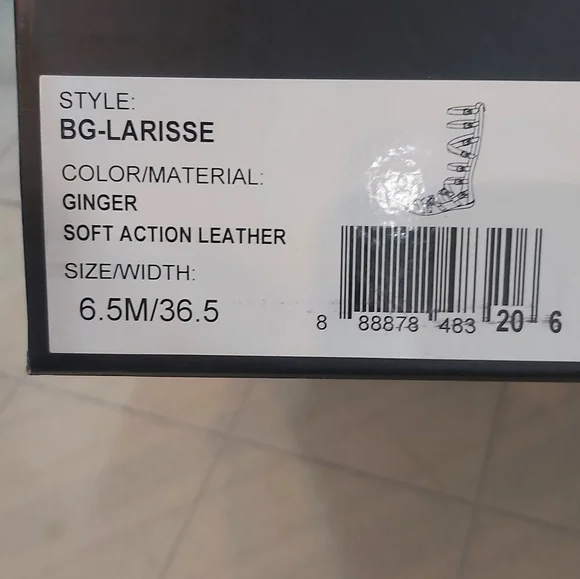 STYLE:
BG-LARISSE
COLOR/MATERIAL:
GINGER
SOFT ACTION LEATHER
SIZE/WIDTH:
6.5M/36.5
8 88878 483 20 6